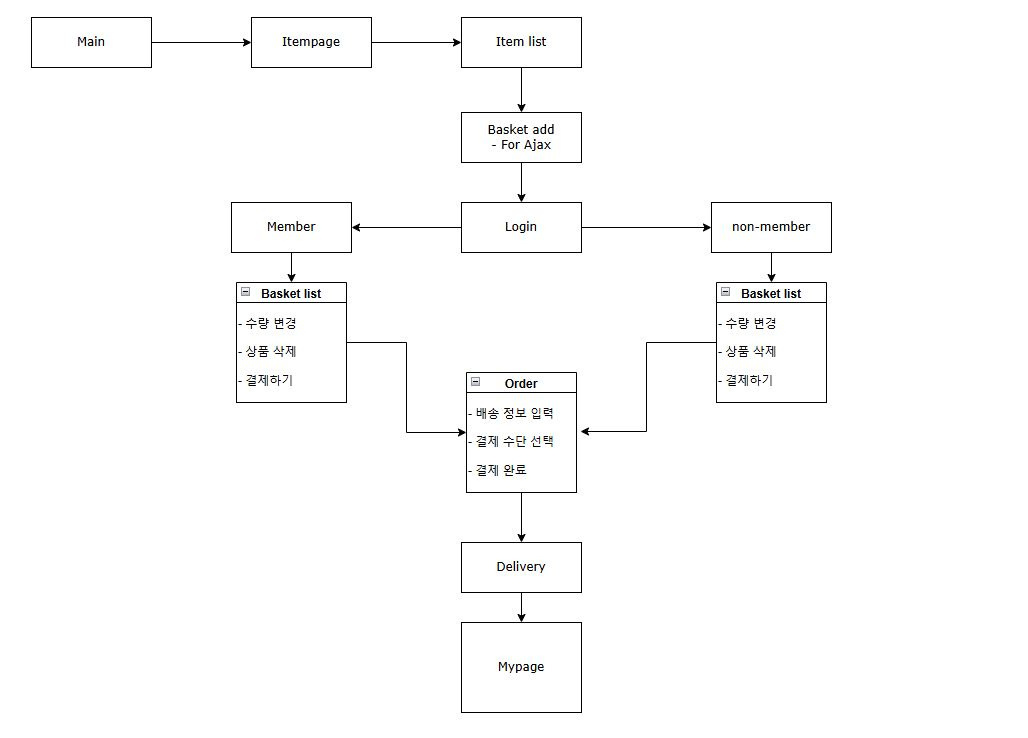 Main
Itempage
Item list
Basket add
- For Ajax
Member
Login
non-member
Basket list
- 수량 변경
- 상품 삭제
- 결제하기
Basket list
- 수량 변경
- 상품 삭제
- 결제하기
Order
- 배송 정보 입력
- 결제 수단 선택
- 결제 완료
Delivery
Mypage